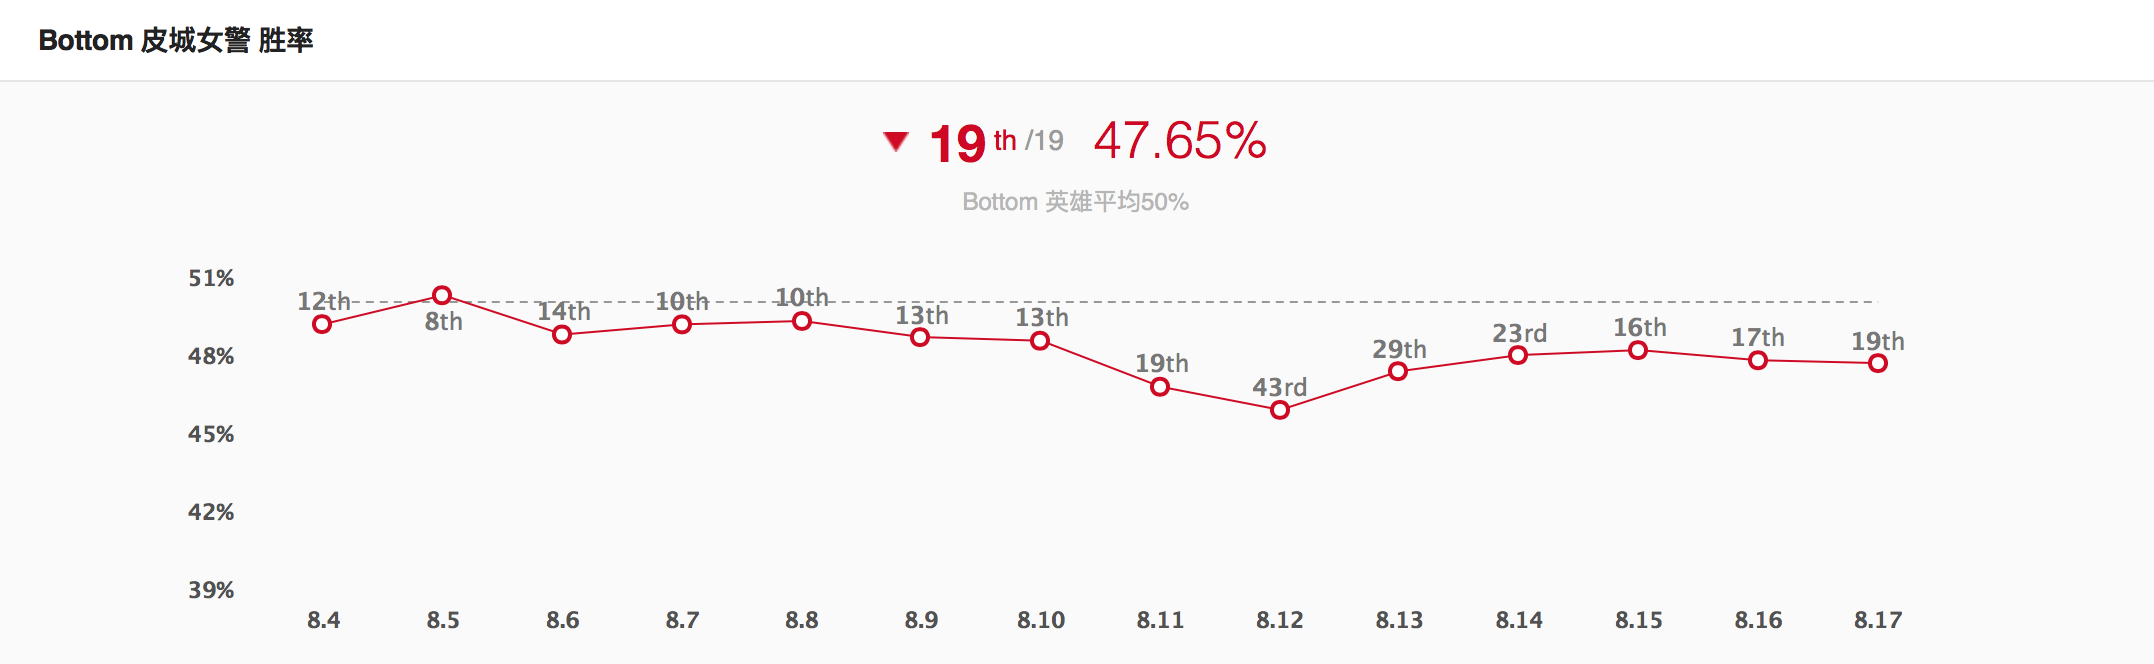 Bottom 皮城女警 胜率
19 th /19 47.65%
Bottom 英雄平均50%
51%
12th 8th 14th 10th 10th 13th 13th 19th 43rd 29th 23rd 16th 17th 19th
48%
45%
42%
39%
8.4 8.5 8.6 8.7 8.8 8.9 8.10 8.11 8.12 8.13 8.14 8.15 8.16 8.17